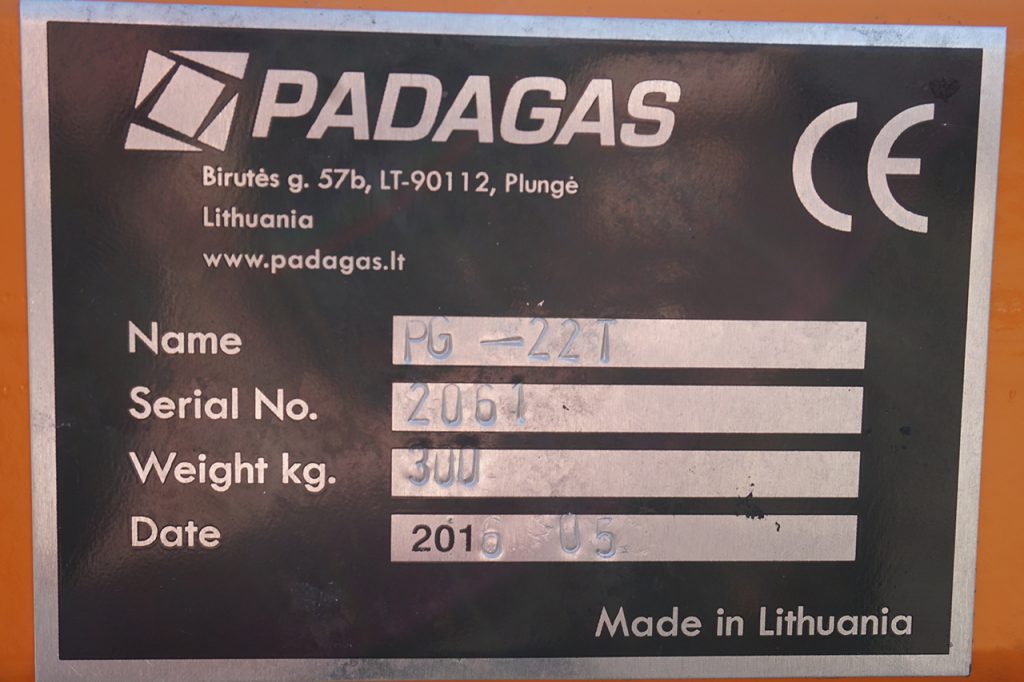 PADAGAS
CE
Birutės g. 57b, LT-90112, Plungė
Lithuania
www.padagas.lt
Name PG -22T
Serial No. 2061
Weight kg. 300
Date 2016 05
Made in Lithuania